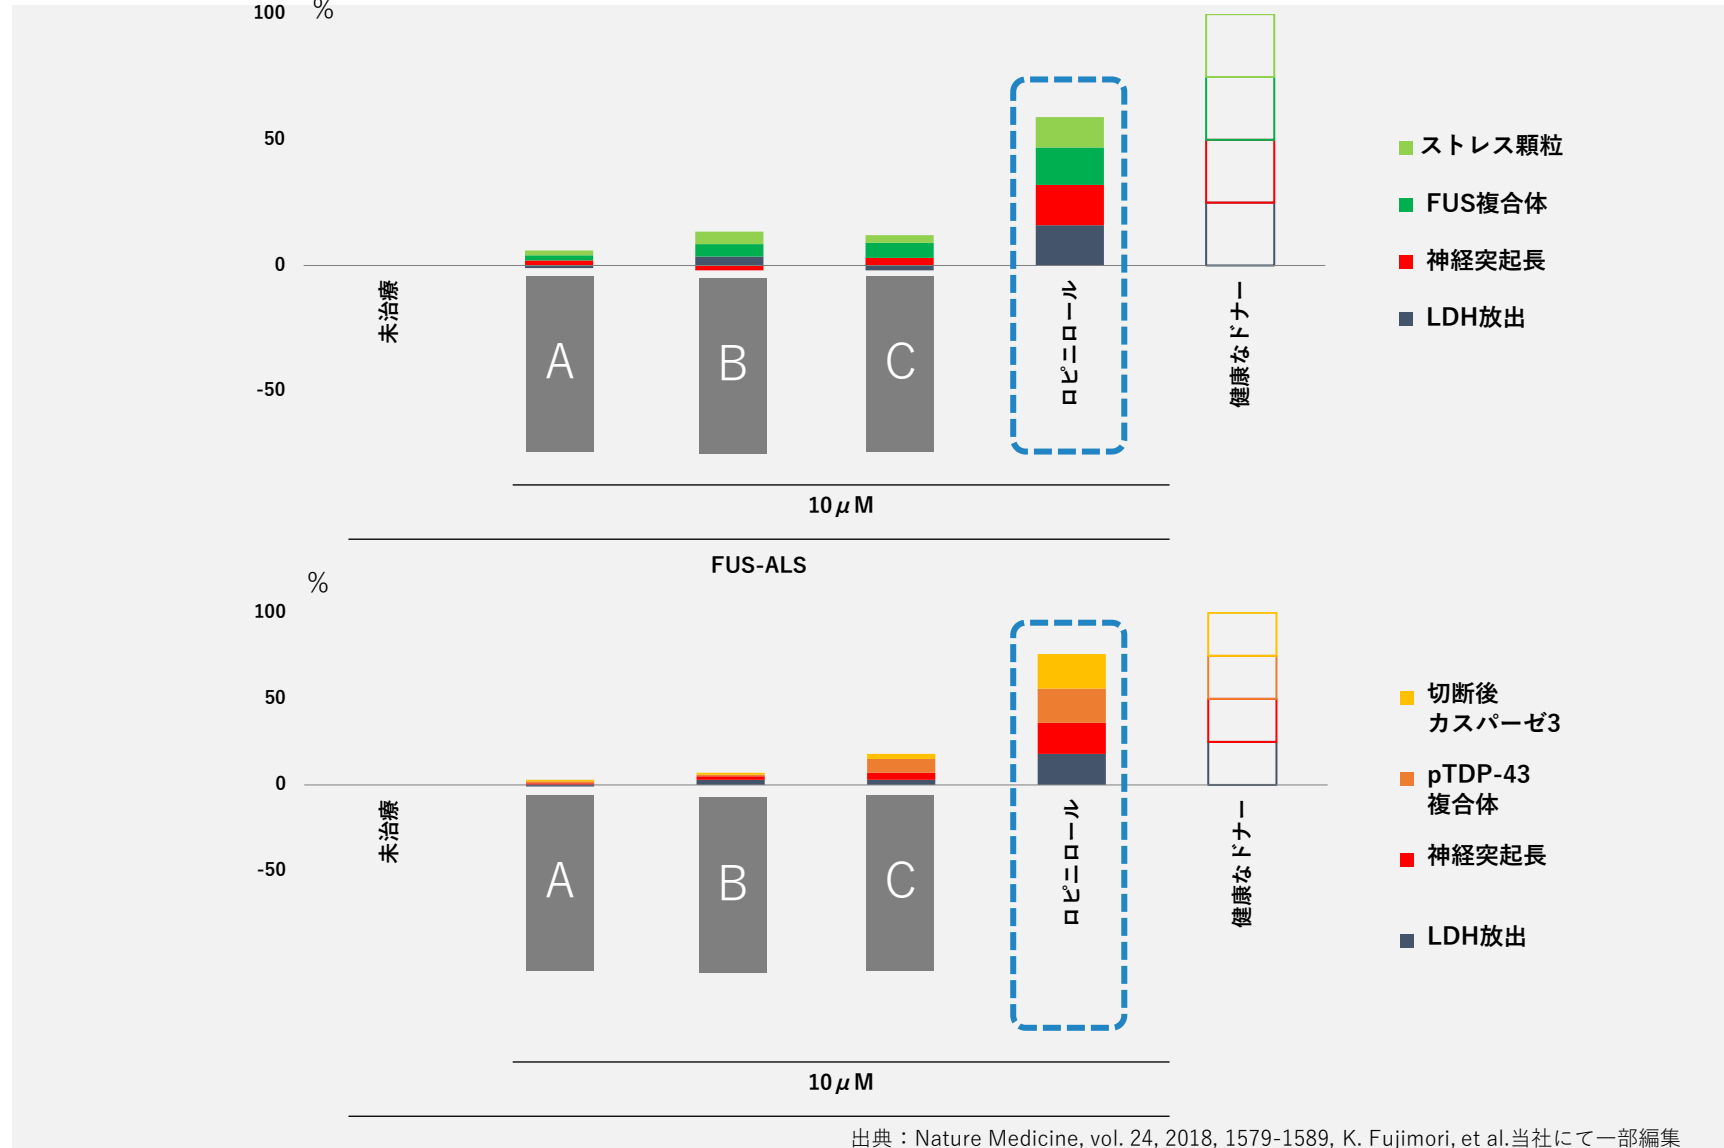 %
100
50
0
-50
未治療
A
B
C
ロピニロール
健康なドナー
ストレス顆粒
FUS複合体
神経突起長
LDH放出
10μM
FUS-ALS
%
100
50
0
-50
未治療
A
B
C
ロピニロール
健康なドナー
切断後
カスパーゼ3
pTDP-43
複合体
神経突起長
LDH放出
10μM
出典：Nature Medicine, vol. 24, 2018, 1579-1589, K. Fujimori, et al.当社にて一部編集